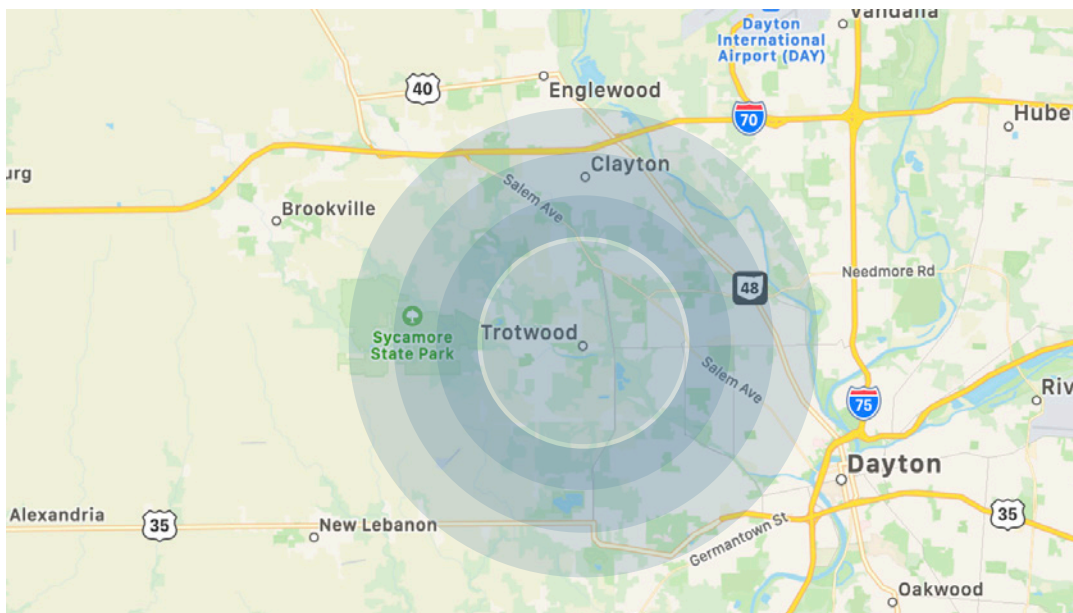 Vandalia
Dayton
International
Airport (DAY)
40
Englewood
70
Huber
Clayton
urg
Salem Ave
Brookville
Needmore Rd
48
Sycamore
State Park
Trotwood
Salem Ave
Riv
75
Dayton
Alexandria
35
New Lebanon
35
Germantown St
Oakwood